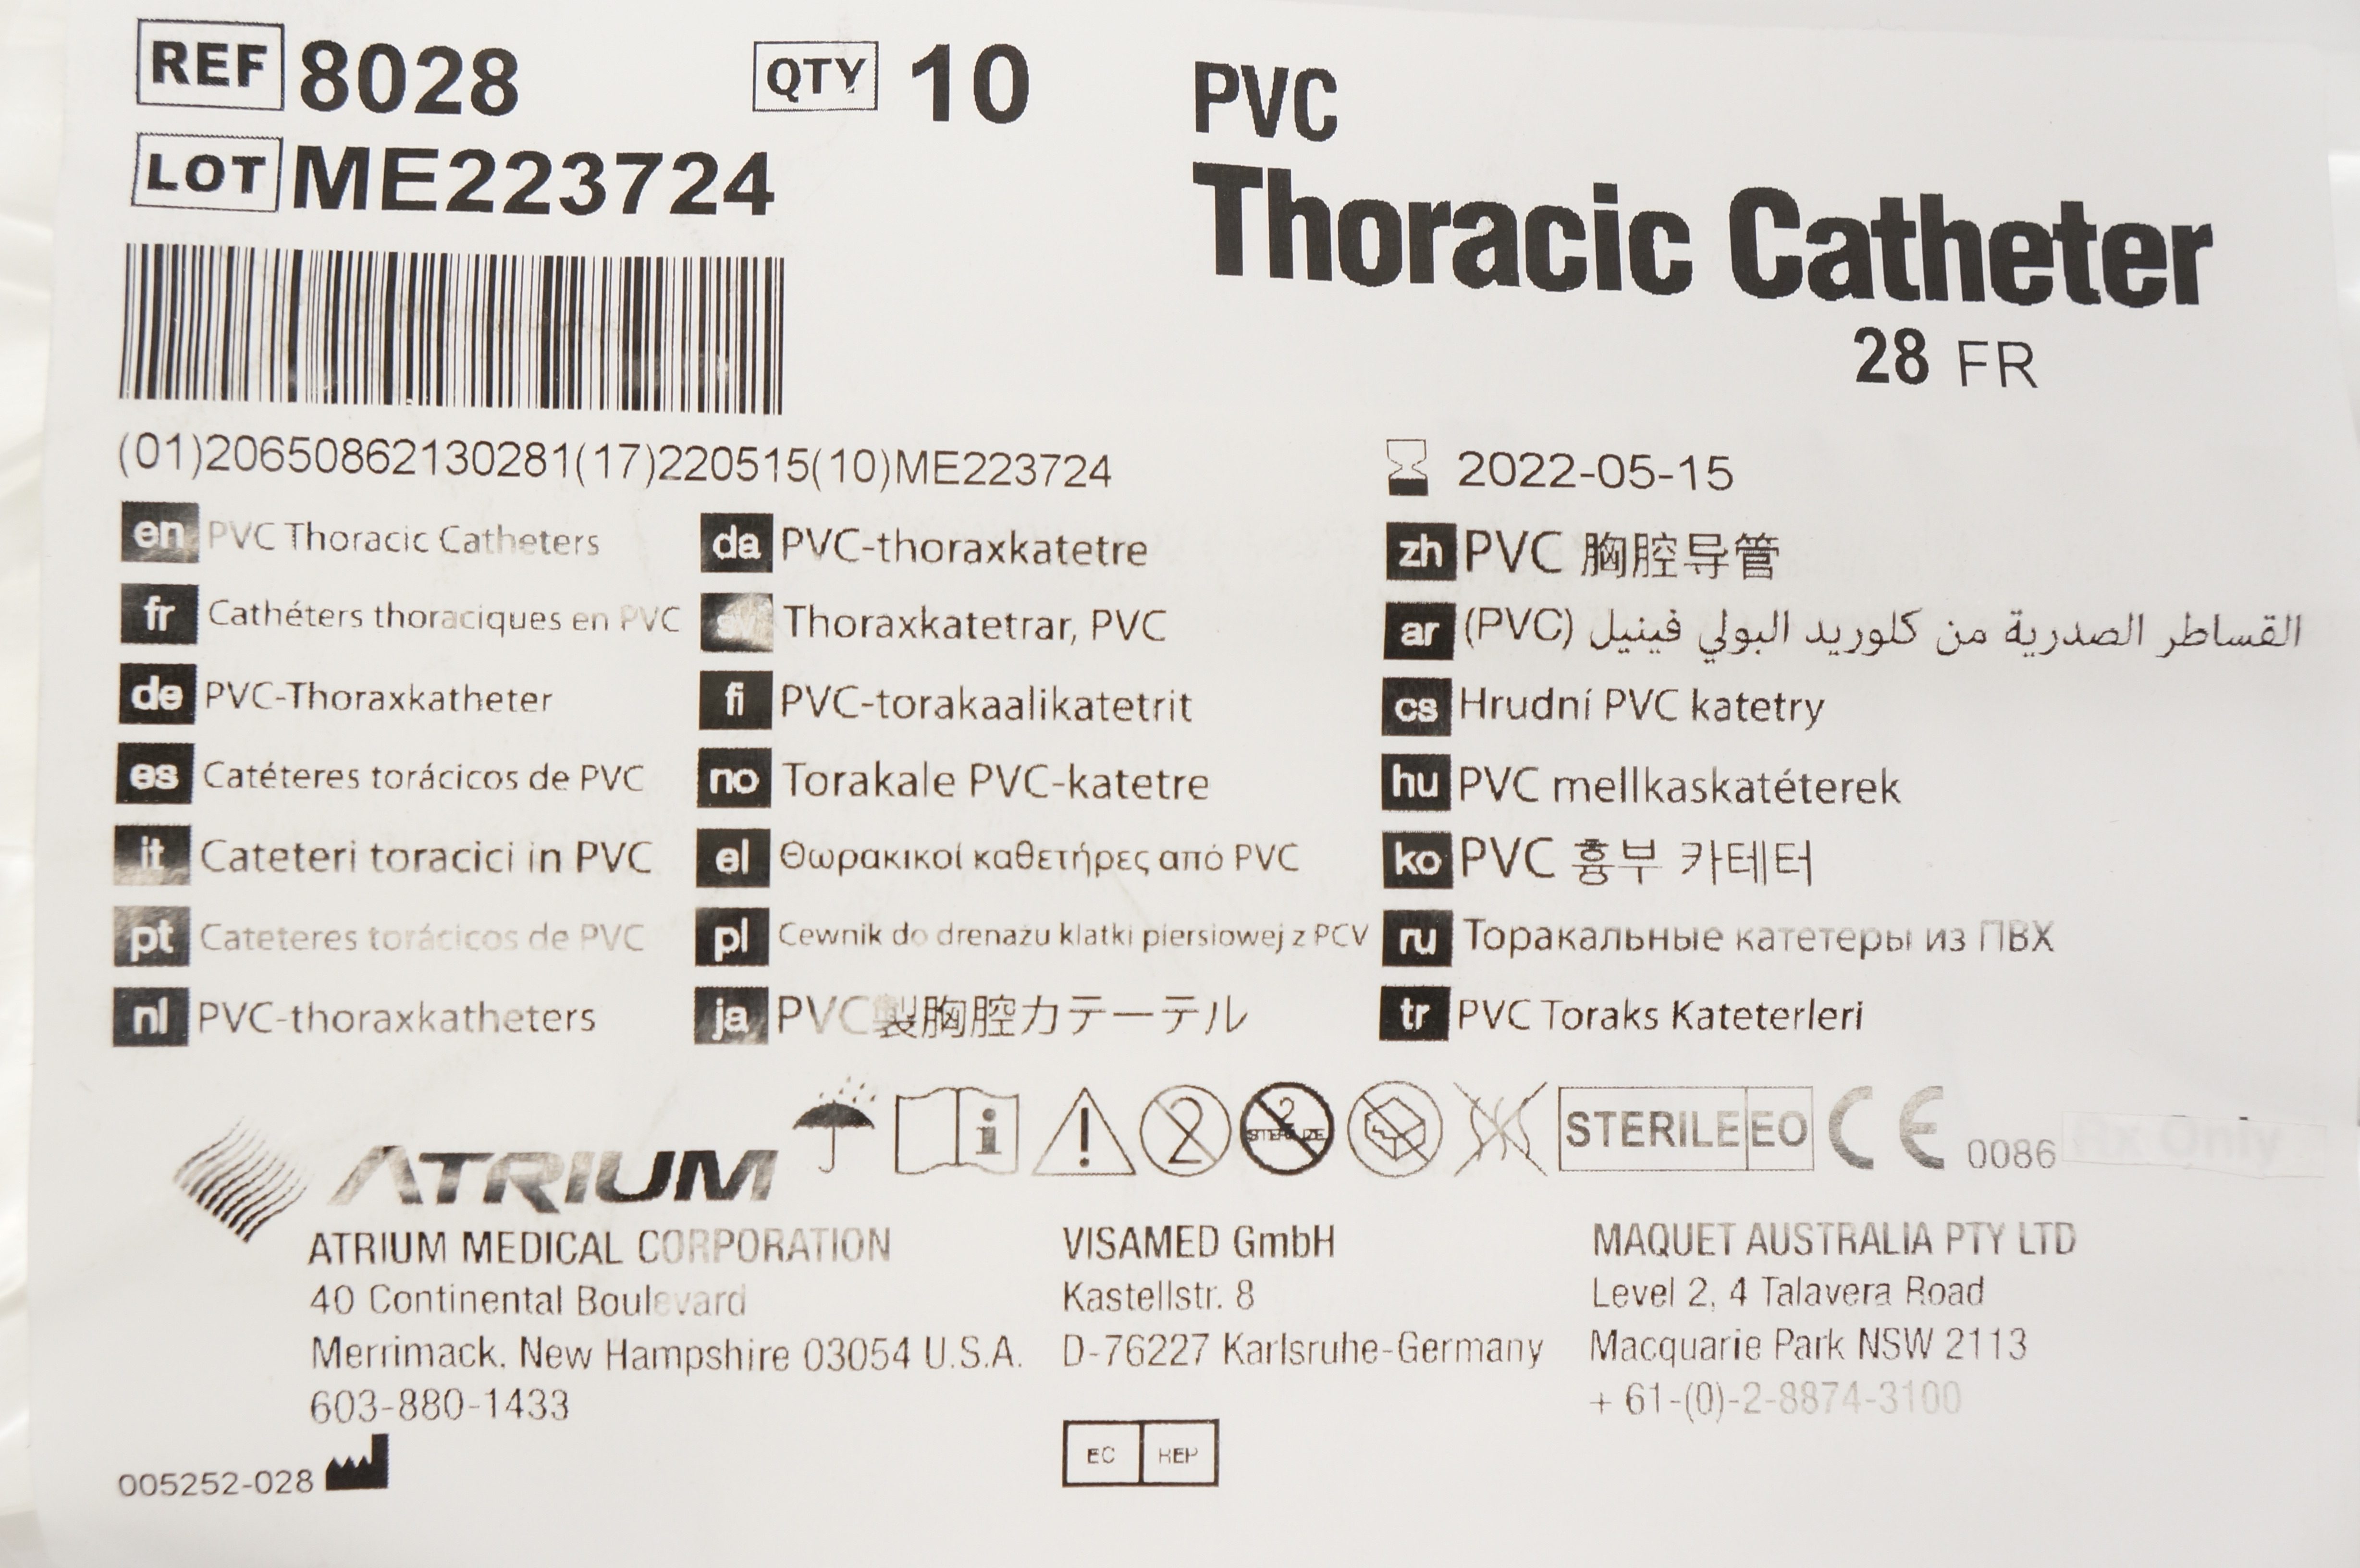 REF 8028
QTY 10
LOT ME223724
PVC
Thoracic Catheter
28 FR
(01)20650862130281(17)220515(10)ME223724
2022-05-15
en PVC Thoracic Catheters
fr Cathéters thoraciques en PVC
de PVC-Thoraxkatheter
es Catéteres torácicos de PVC
it Cateteri toracici in PVC
pt Cateteres torácicos de PVC
nl PVC-thoraxkatheters
da PVC-thoraxkatetre
sv Thoraxkatetrar, PVC
fi PVC-torakaalikatetrit
no Torakale PVC-katetre
el Θωρακικοί καθετήρες από PVC
pl Cewnik do drenażu klatki piersiowej z PCV
ja PVC製胸腔カテーテル
zh PVC 胸腔导管
ar القساطر الصدرية من كلوريد البولي فينيل (PVC)
cs Hrudní PVC katetry
hu PVC mellkaskatéterek
ko PVC 흉부 카테터
ru Торакальные катетеры из ПВХ
tr PVC Toraks Kateterleri
ATRIUM
2
2
STERILIZE
STERILE EO
CE 0086
Rx Only
ATRIUM MEDICAL CORPORATION
40 Continental Boulevard
Merrimack, New Hampshire 03054 U.S.A.
603-880-1433
005252-028
VISAMED GmbH
Kastellstr. 8
D-76227 Karlsruhe-Germany
EC REP
MAQUET AUSTRALIA PTY LTD
Level 2, 4 Talavera Road
Macquarie Park NSW 2113
+ 61-(0)-2-8874-3100